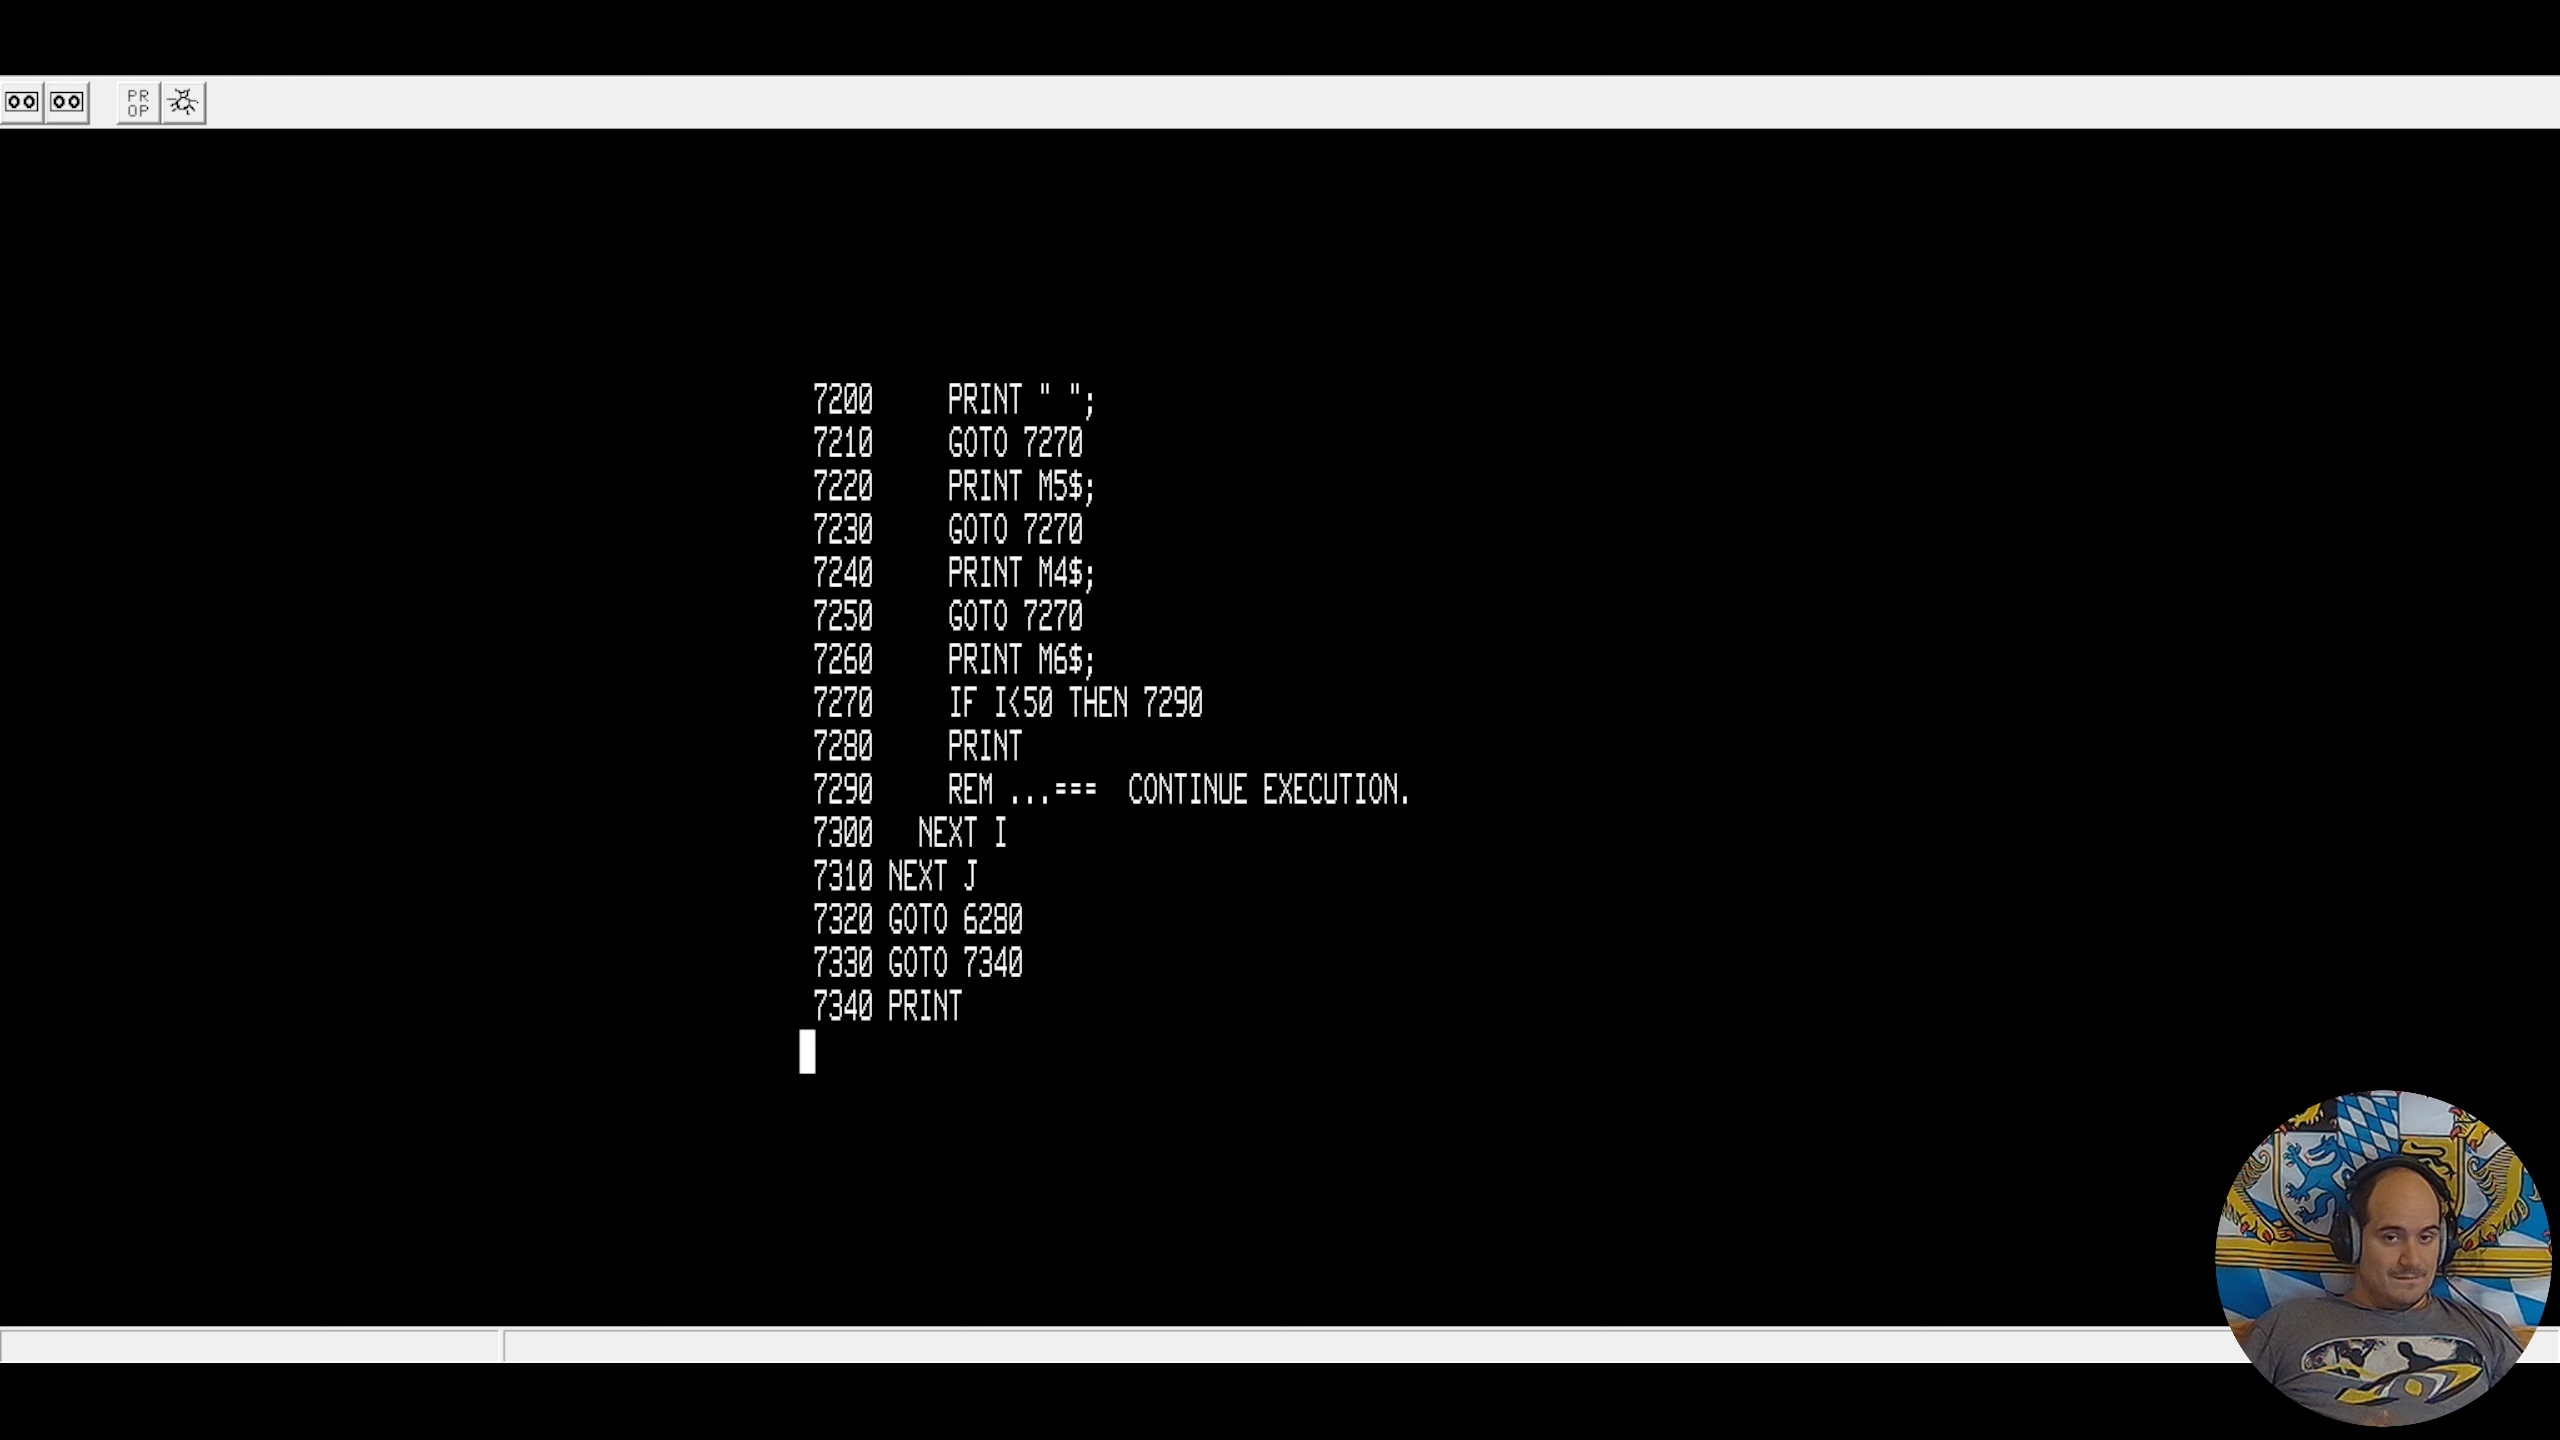 PR
OP
7200     PRINT " ";
7210     GOTO 7270
7220     PRINT M5$;
7230     GOTO 7270
7240     PRINT M4$;
7250     GOTO 7270
7260     PRINT M6$;
7270     IF I<50 THEN 7290
7280     PRINT
7290     REM ...===  CONTINUE EXECUTION.
7300   NEXT I
7310 NEXT J
7320 GOTO 6280
7330 GOTO 7340
7340 PRINT